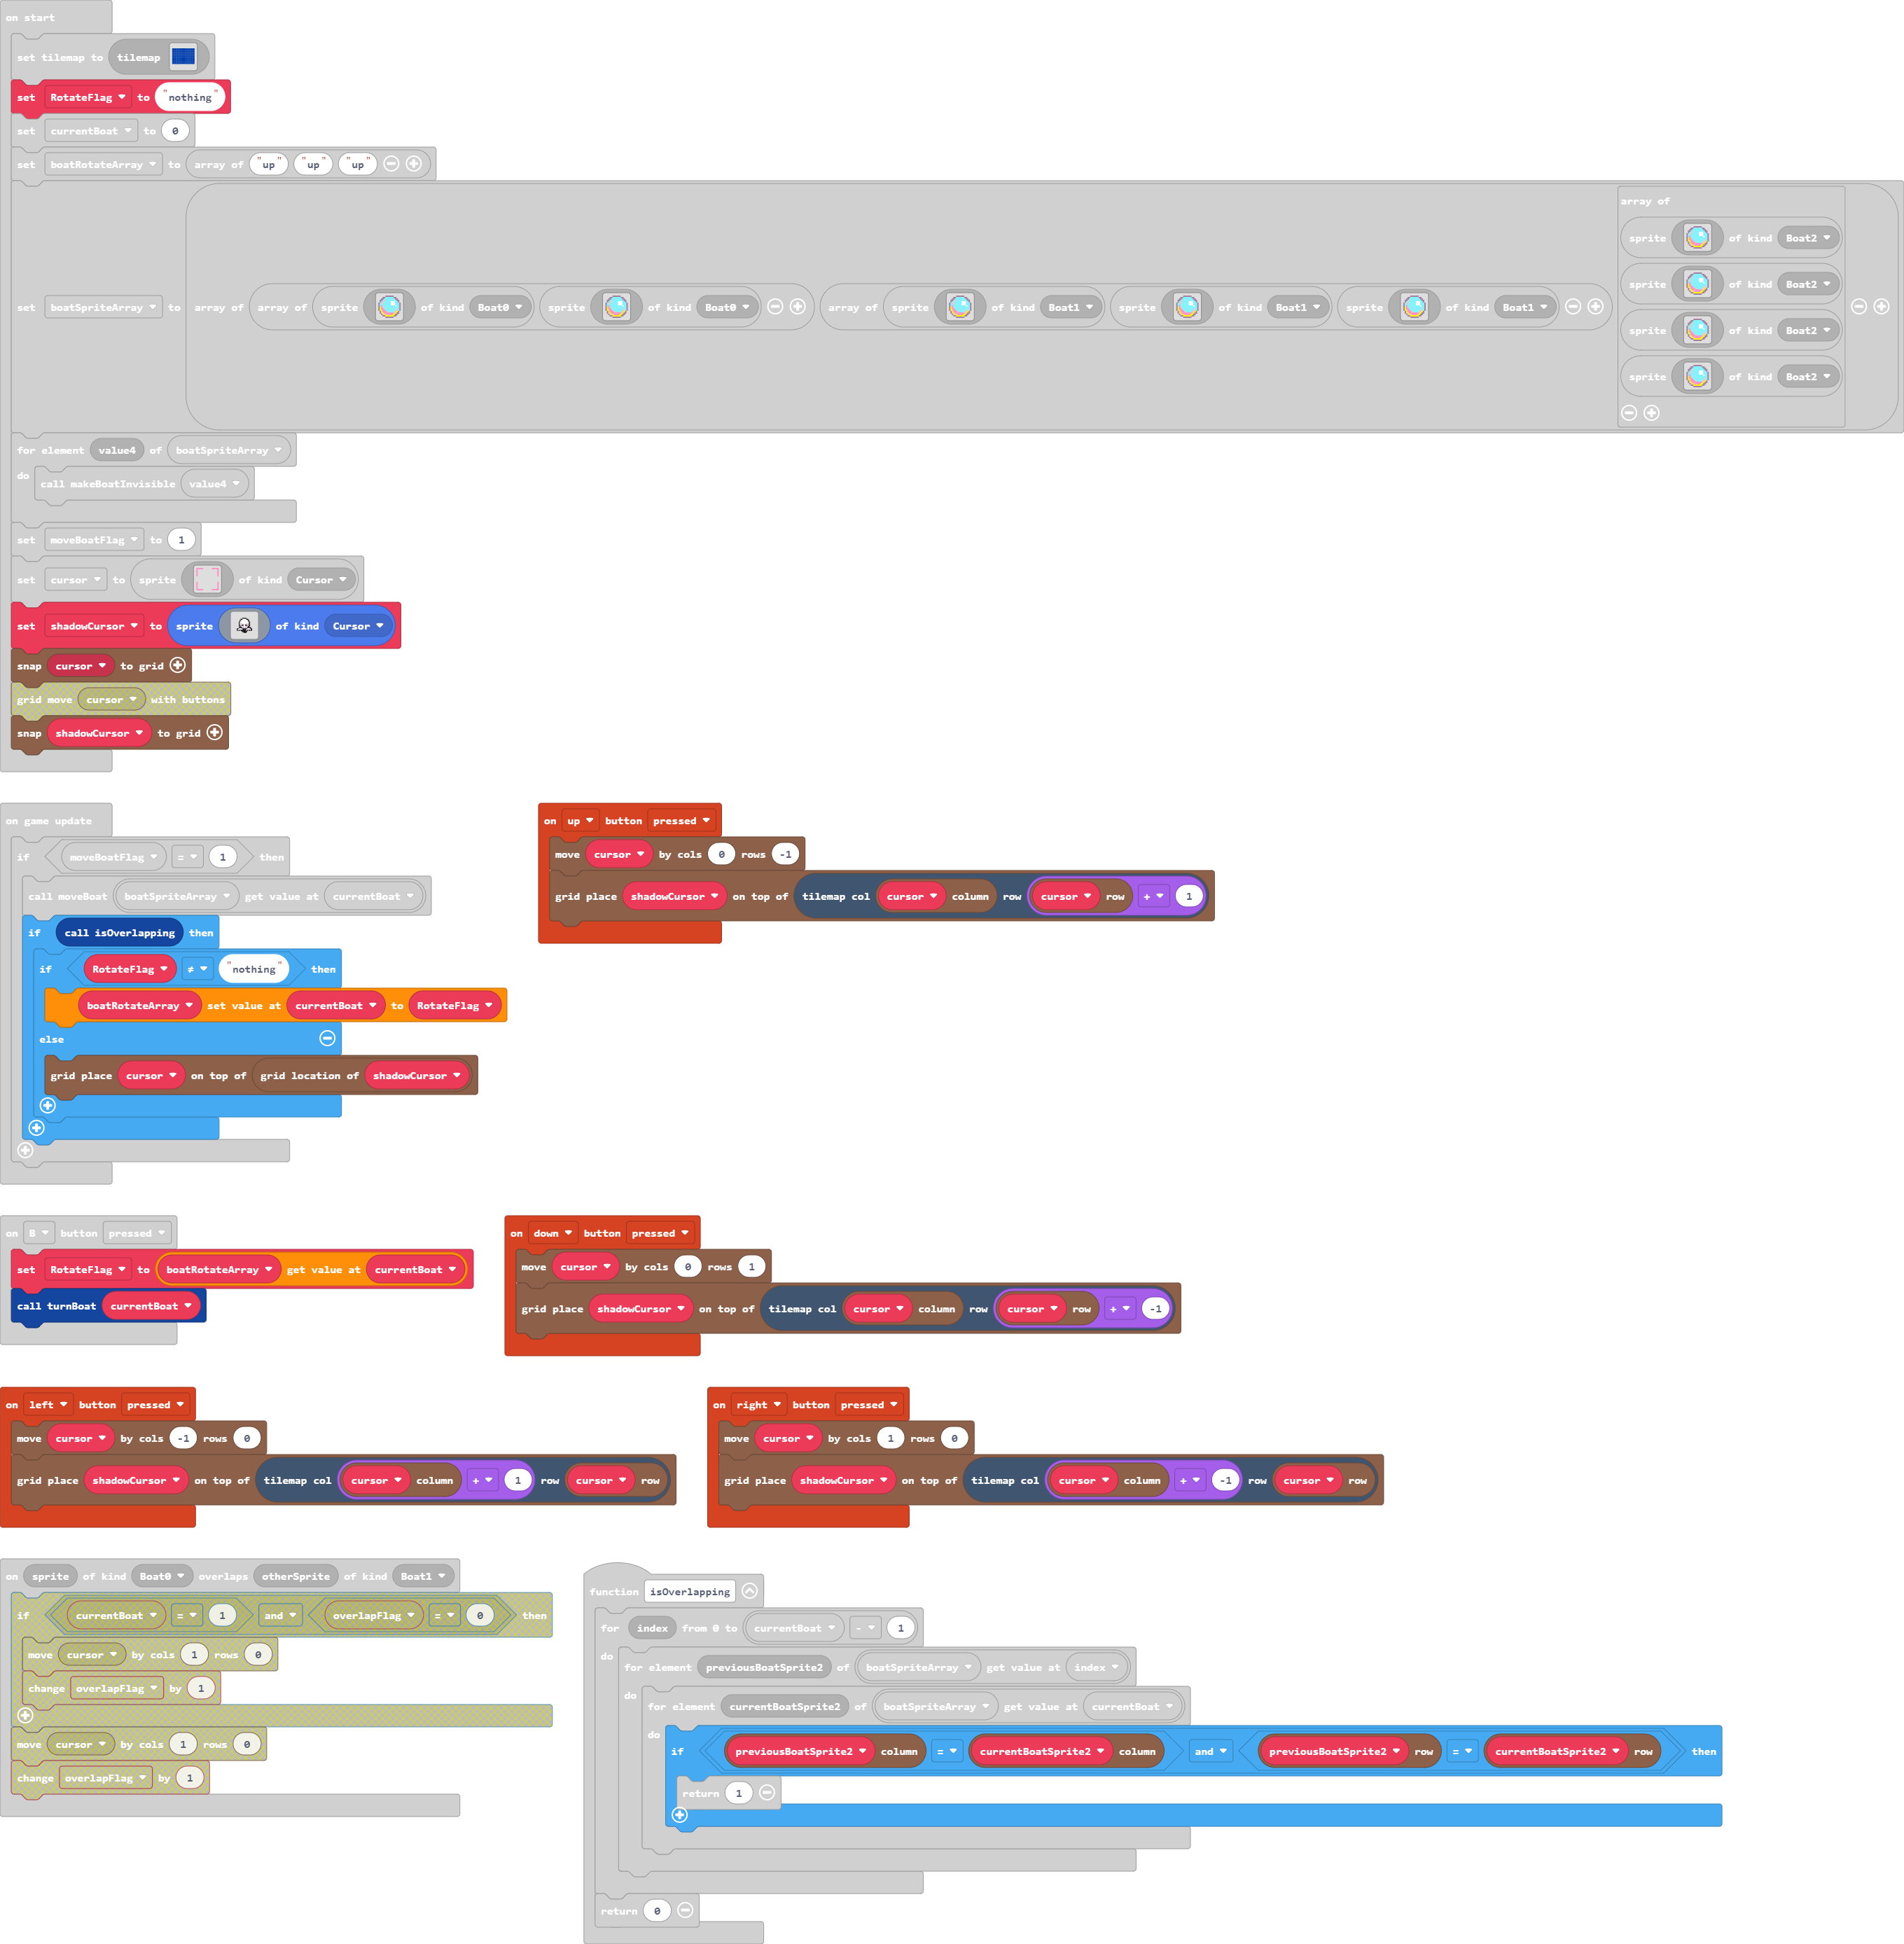 on start
set tilemap to tilemap
set RotateFlag to "nothing"
set currentBoat to 0
set boatRotateArray to array of "up" "up" "up"
array of
sprite of kind Boat2
sprite of kind Boat2
set boatSpriteArray to array of array of sprite of kind Boat0 sprite of kind Boat0 array of sprite of kind Boat1 sprite of kind Boat1 sprite of kind Boat1
sprite of kind Boat2
sprite of kind Boat2
for element value4 of boatSpriteArray
do call makeBoatInvisible value4
set moveBoatFlag to 1
set cursor to sprite of kind Cursor
set shadowCursor to sprite of kind Cursor
snap cursor to grid
grid move cursor with buttons
snap shadowCursor to grid
on game update
if moveBoatFlag = 1 then
call moveBoat boatSpriteArray get value at currentBoat
if call isOverlapping then
if RotateFlag ≠ "nothing" then
boatRotateArray set value at currentBoat to RotateFlag
else
grid place cursor on top of grid location of shadowCursor
on up button pressed
move cursor by cols 0 rows -1
grid place shadowCursor on top of tilemap col cursor column row cursor row + 1
on B button pressed
set RotateFlag to boatRotateArray get value at currentBoat
call turnBoat currentBoat
on down button pressed
move cursor by cols 0 rows 1
grid place shadowCursor on top of tilemap col cursor column row cursor row + -1
on left button pressed
move cursor by cols -1 rows 0
grid place shadowCursor on top of tilemap col cursor column + 1 row cursor row
on right button pressed
move cursor by cols 1 rows 0
grid place shadowCursor on top of tilemap col cursor column + -1 row cursor row
on sprite of kind Boat0 overlaps otherSprite of kind Boat1
if currentBoat = 1 and overlapFlag = 0 then
move cursor by cols 1 rows 0
change overlapFlag by 1
move cursor by cols 1 rows 0
change overlapFlag by 1
function isOverlapping
for index from 0 to currentBoat - 1
do
for element previousBoatSprite2 of boatSpriteArray get value at index
do
for element currentBoatSprite2 of boatSpriteArray get value at currentBoat
do
if previousBoatSprite2 column = currentBoatSprite2 column and previousBoatSprite2 row = currentBoatSprite2 row then
return 1
return 0